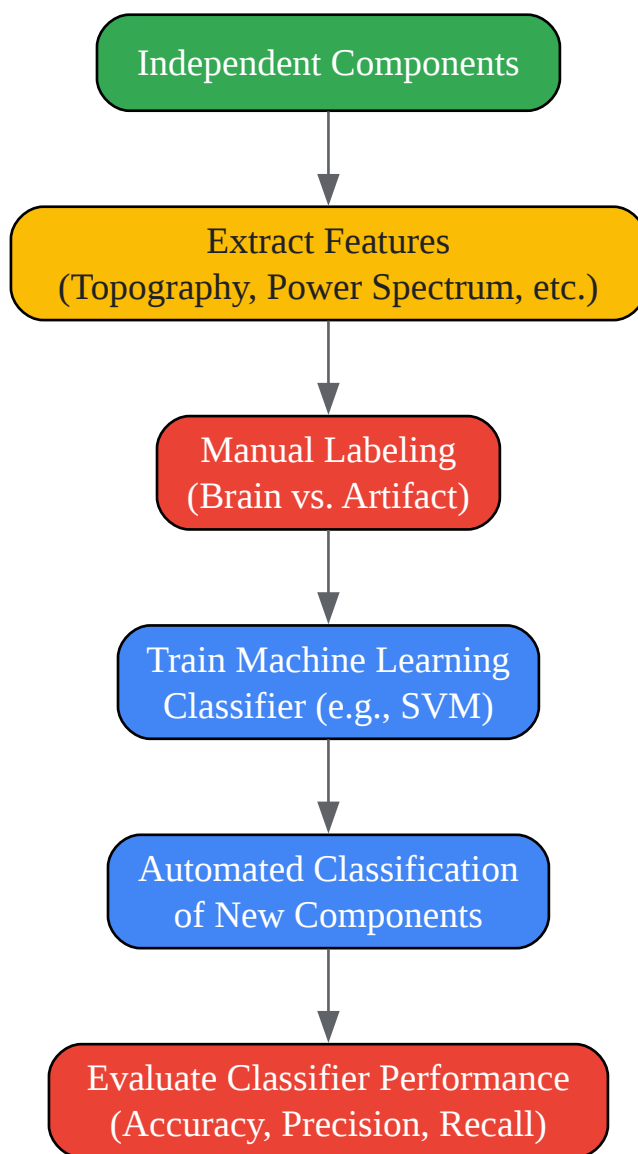 Independent Components
Extract Features
(Topography, Power Spectrum, etc.)
Manual Labeling
(Brain vs. Artifact)
Train Machine Learning
Classifier (e.g., SVM)
Automated Classification
of New Components
Evaluate Classifier Performance
(Accuracy, Precision, Recall)